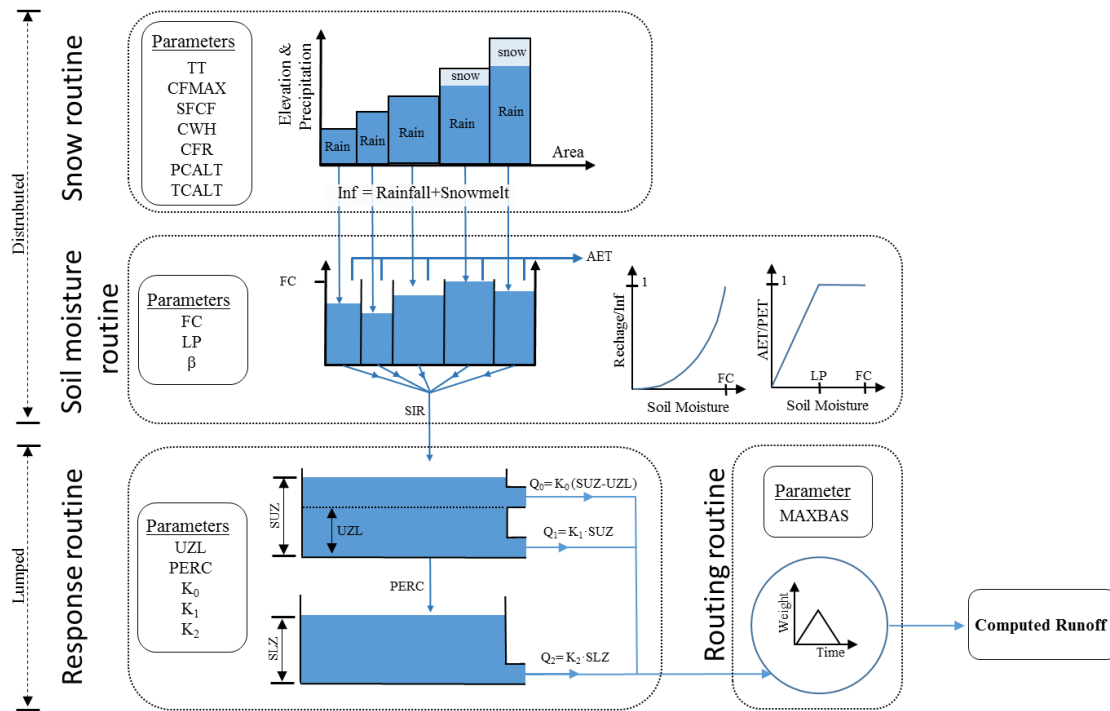 Distrubuted
Snow routine
Parameters
TT
CFMAX
SFCF
CWH
CFR
PCALT
TCALT
Elevation &
Precipitation
Rain
Rain
Rain
snow
Rain
snow
Rain
Area
Inf = Rainfall+Snowmelt
Soil moisture
routine
Parameters
FC
LP
β
FC
AET
SIR
Rechage/Inf
1
FC
Soil Moisture
AET/PET
1
LP
FC
Soil Moisture
Lumped
Response routine
Parameters
UZL
PERC
K₀
K₁
K₂
SUZ
UZL
Q₀=K₀(SUZ-UZL)
Q₁=K₁·SUZ
PERC
SLZ
Q₂=K₂·SLZ
Routing routine
Parameter
MAXBAS
Weight
Time
Computed Runoff